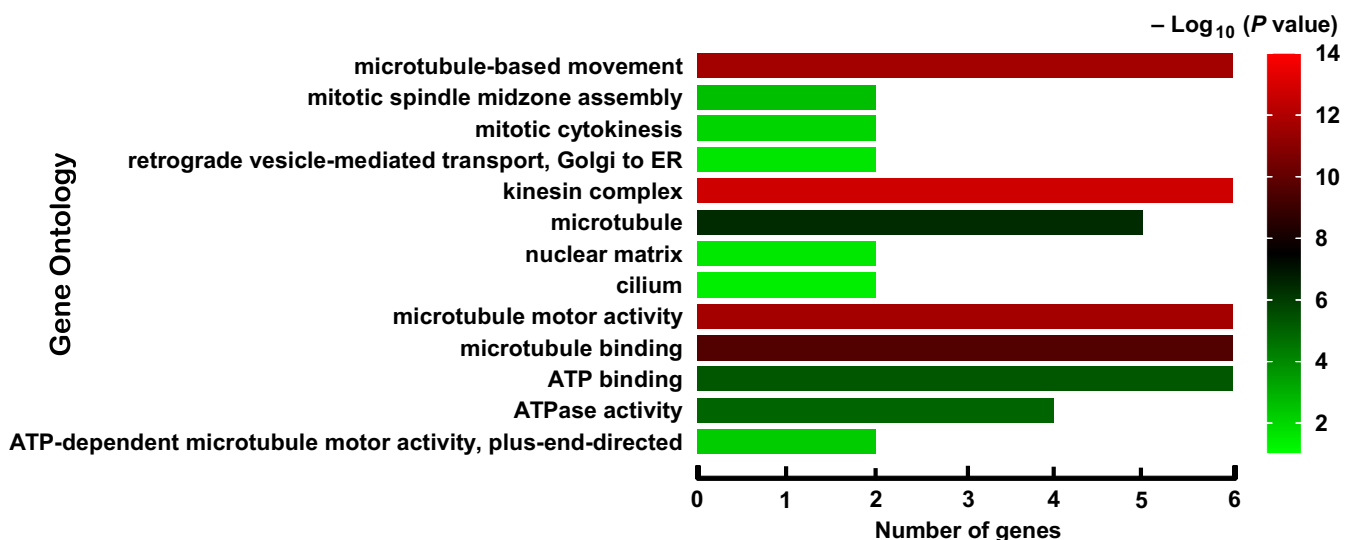 – Log10 (P value)
microtubule-based movement
mitotic spindle midzone assembly
mitotic cytokinesis
retrograde vesicle-mediated transport, Golgi to ER
kinesin complex
microtubule
nuclear matrix
cilium
microtubule motor activity
microtubule binding
ATP binding
ATPase activity
ATP-dependent microtubule motor activity, plus-end-directed
Gene Ontology
0 1 2 3 4 5 6
Number of genes
14
12
10
8
6
4
2